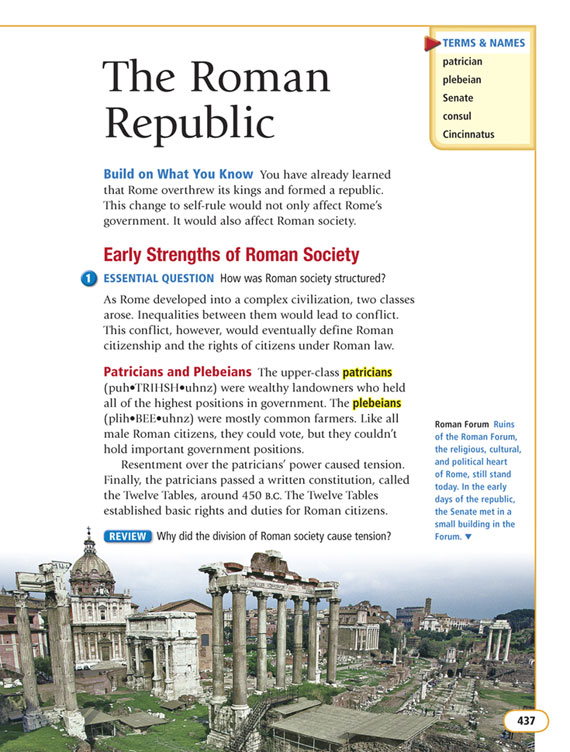 The Roman
Republic
TERMS & NAMES
patrician
plebeian
Senate
consul
Cincinnatus
Build on What You Know You have already learned
that Rome overthrew its kings and formed a republic.
This change to self-rule would not only affect Rome's
government. It would also affect Roman society.
Early Strengths of Roman Society
1 ESSENTIAL QUESTION How was Roman society structured?
As Rome developed into a complex civilization, two classes
arose. Inequalities between them would lead to conflict.
This conflict, however, would eventually define Roman
citizenship and the rights of citizens under Roman law.
Patricians and Plebeians The upper-class patricians
(puh•TRIHSH•uhnz) were wealthy landowners who held
all of the highest positions in government. The plebeians
(plih•BEE•uhnz) were mostly common farmers. Like all
male Roman citizens, they could vote, but they couldn't
hold important government positions.
Resentment over the patricians' power caused tension.
Finally, the patricians passed a written constitution, called
the Twelve Tables, around 450 B.C. The Twelve Tables
established basic rights and duties for Roman citizens.
REVIEW Why did the division of Roman society cause tension?
Roman Forum Ruins
of the Roman Forum,
the religious, cultural,
and political heart
of Rome, still stand
today. In the early
days of the republic,
the Senate met in a
small building in the
Forum. ▼
437